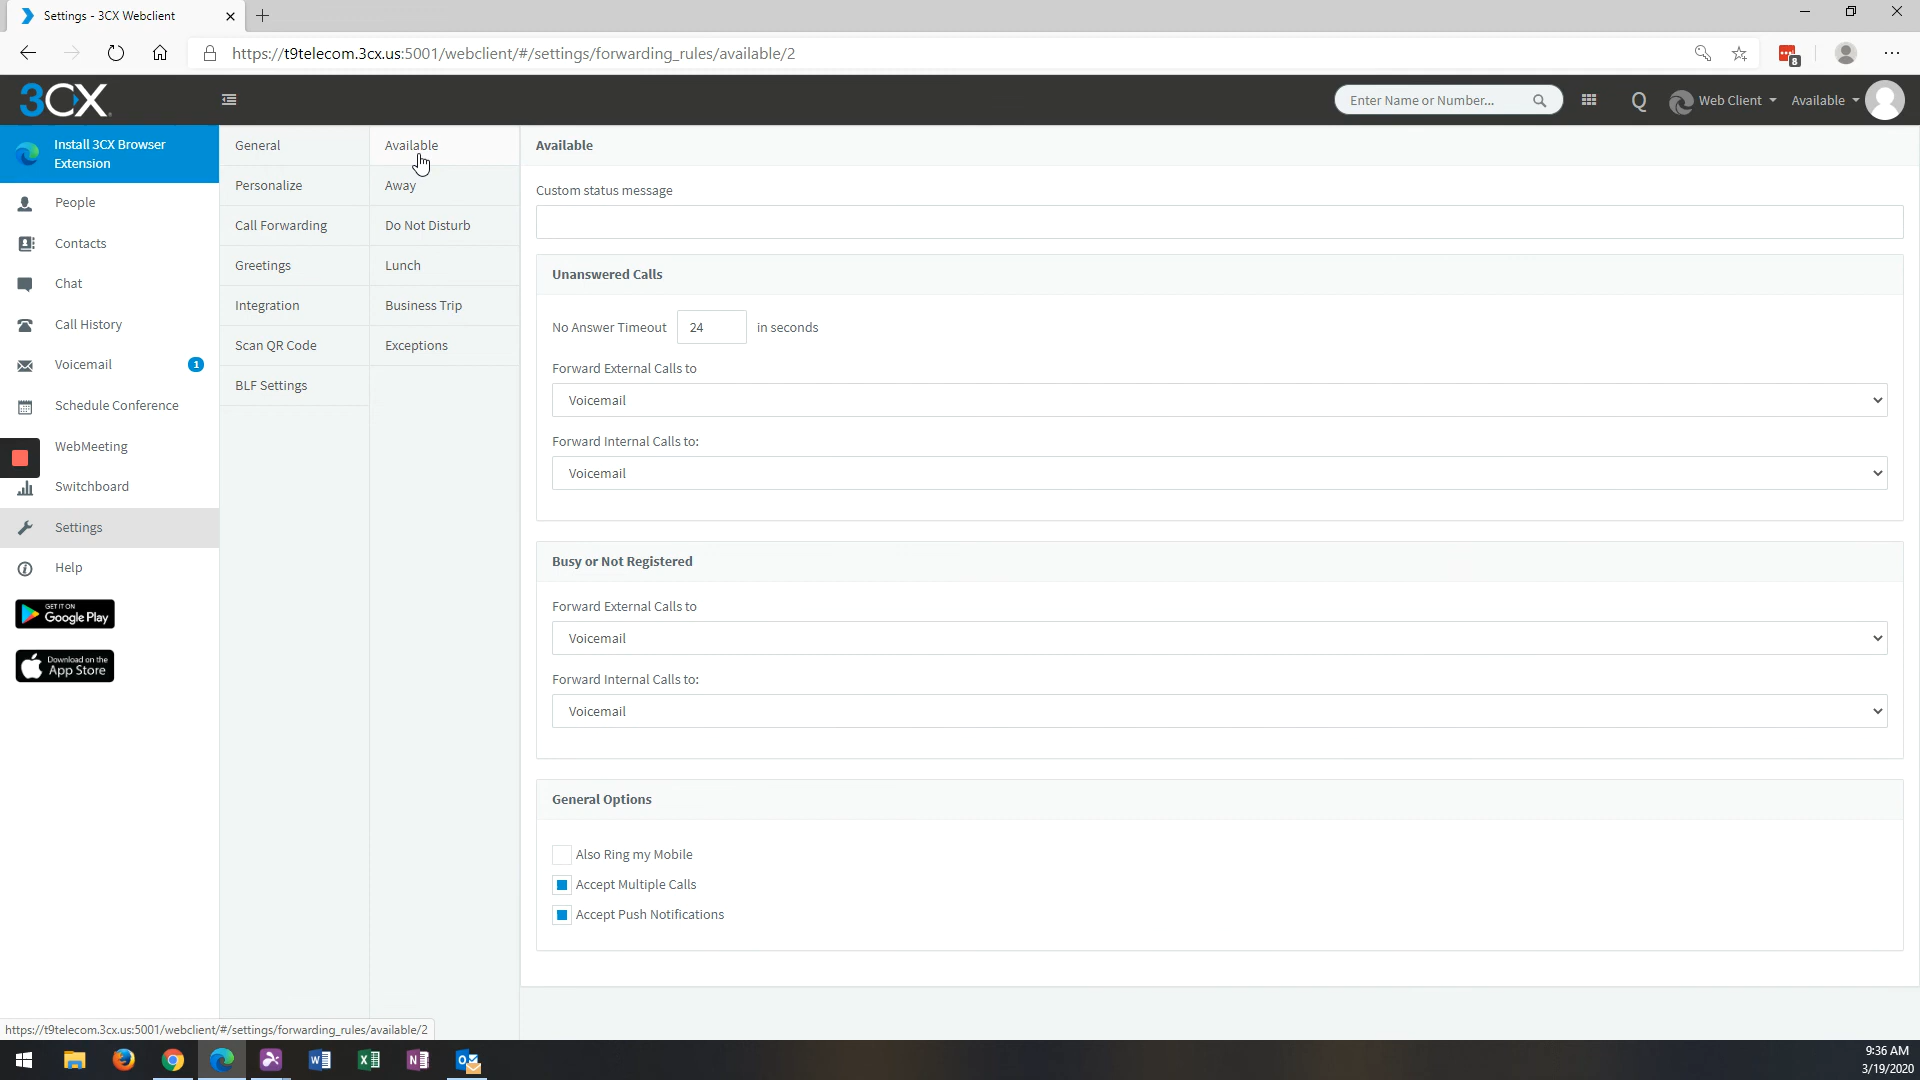 Settings - 3CX Webclient
https://t9telecom.3cx.us:5001/webclient/#/settings/forwarding_rules/available/2
8
3CX
Enter Name or Number...
Q
Web Client
Available
Install 3CX Browser
Extension
People
Contacts
Chat
Call History
Voicemail
1
Schedule Conference
WebMeeting
Switchboard
Settings
Help
GET IT ON
Google Play
Download on the
App Store
General
Personalize
Call Forwarding
Greetings
Integration
Scan QR Code
BLF Settings
Available
Away
Do Not Disturb
Lunch
Business Trip
Exceptions
Available
Custom status message
Unanswered Calls
No Answer Timeout 24 in seconds
Forward External Calls to
Voicemail
Forward Internal Calls to:
Voicemail
Busy or Not Registered
Forward External Calls to
Voicemail
Forward Internal Calls to:
Voicemail
General Options
Also Ring my Mobile
Accept Multiple Calls
Accept Push Notifications
https://t9telecom.3cx.us:5001/webclient/#/settings/forwarding_rules/available/2
9:36 AM
3/19/2020